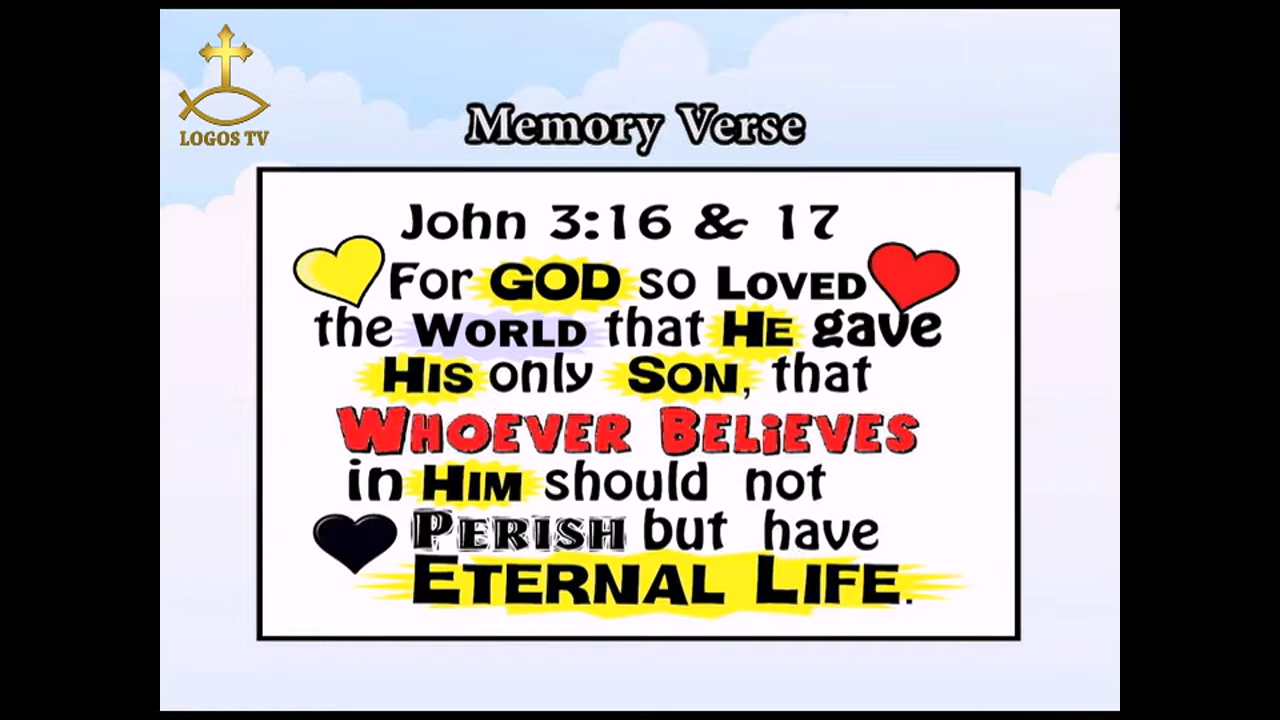 LOGOS TV
Memory Verse
John 3:16 & 17
For GOD so LOVED
the WORLD that HE gave
HIS only SON, that
WHOEVER BELiEVES
in HIM should not
PERISH but have
ETERNAL LIFE.